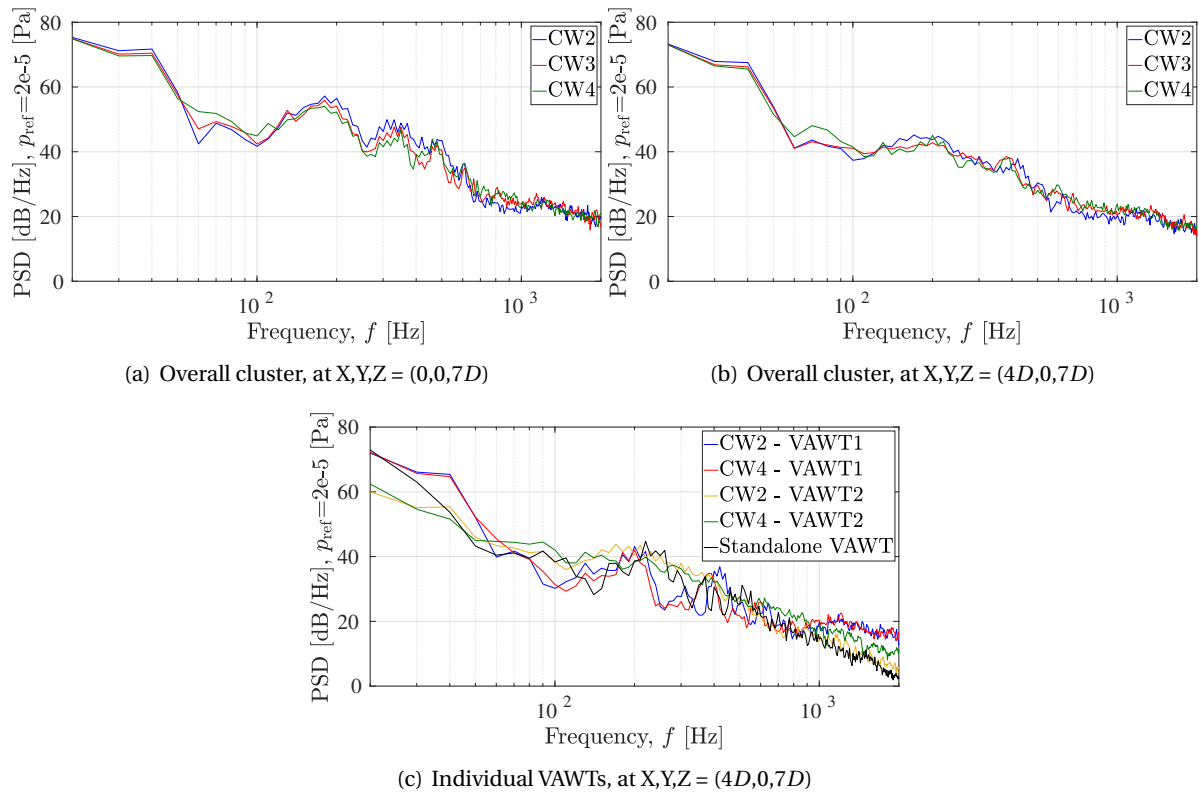 80
60
40
20
0
PSD [dB/Hz], p_ref=2e-5 [Pa]
CW2
CW3
CW4
10^2
10^3
Frequency, f [Hz]
(a) Overall cluster, at X,Y,Z = (0,0,7D)
80
60
40
20
0
PSD [dB/Hz], p_ref=2e-5 [Pa]
CW2
CW3
CW4
10^2
10^3
Frequency, f [Hz]
(b) Overall cluster, at X,Y,Z = (4D,0,7D)
80
60
40
20
0
PSD [dB/Hz], p_ref=2e-5 [Pa]
CW2 - VAWT1
CW4 - VAWT1
CW2 - VAWT2
CW4 - VAWT2
Standalone VAWT
10^2
10^3
Frequency, f [Hz]
(c) Individual VAWTs, at X,Y,Z = (4D,0,7D)